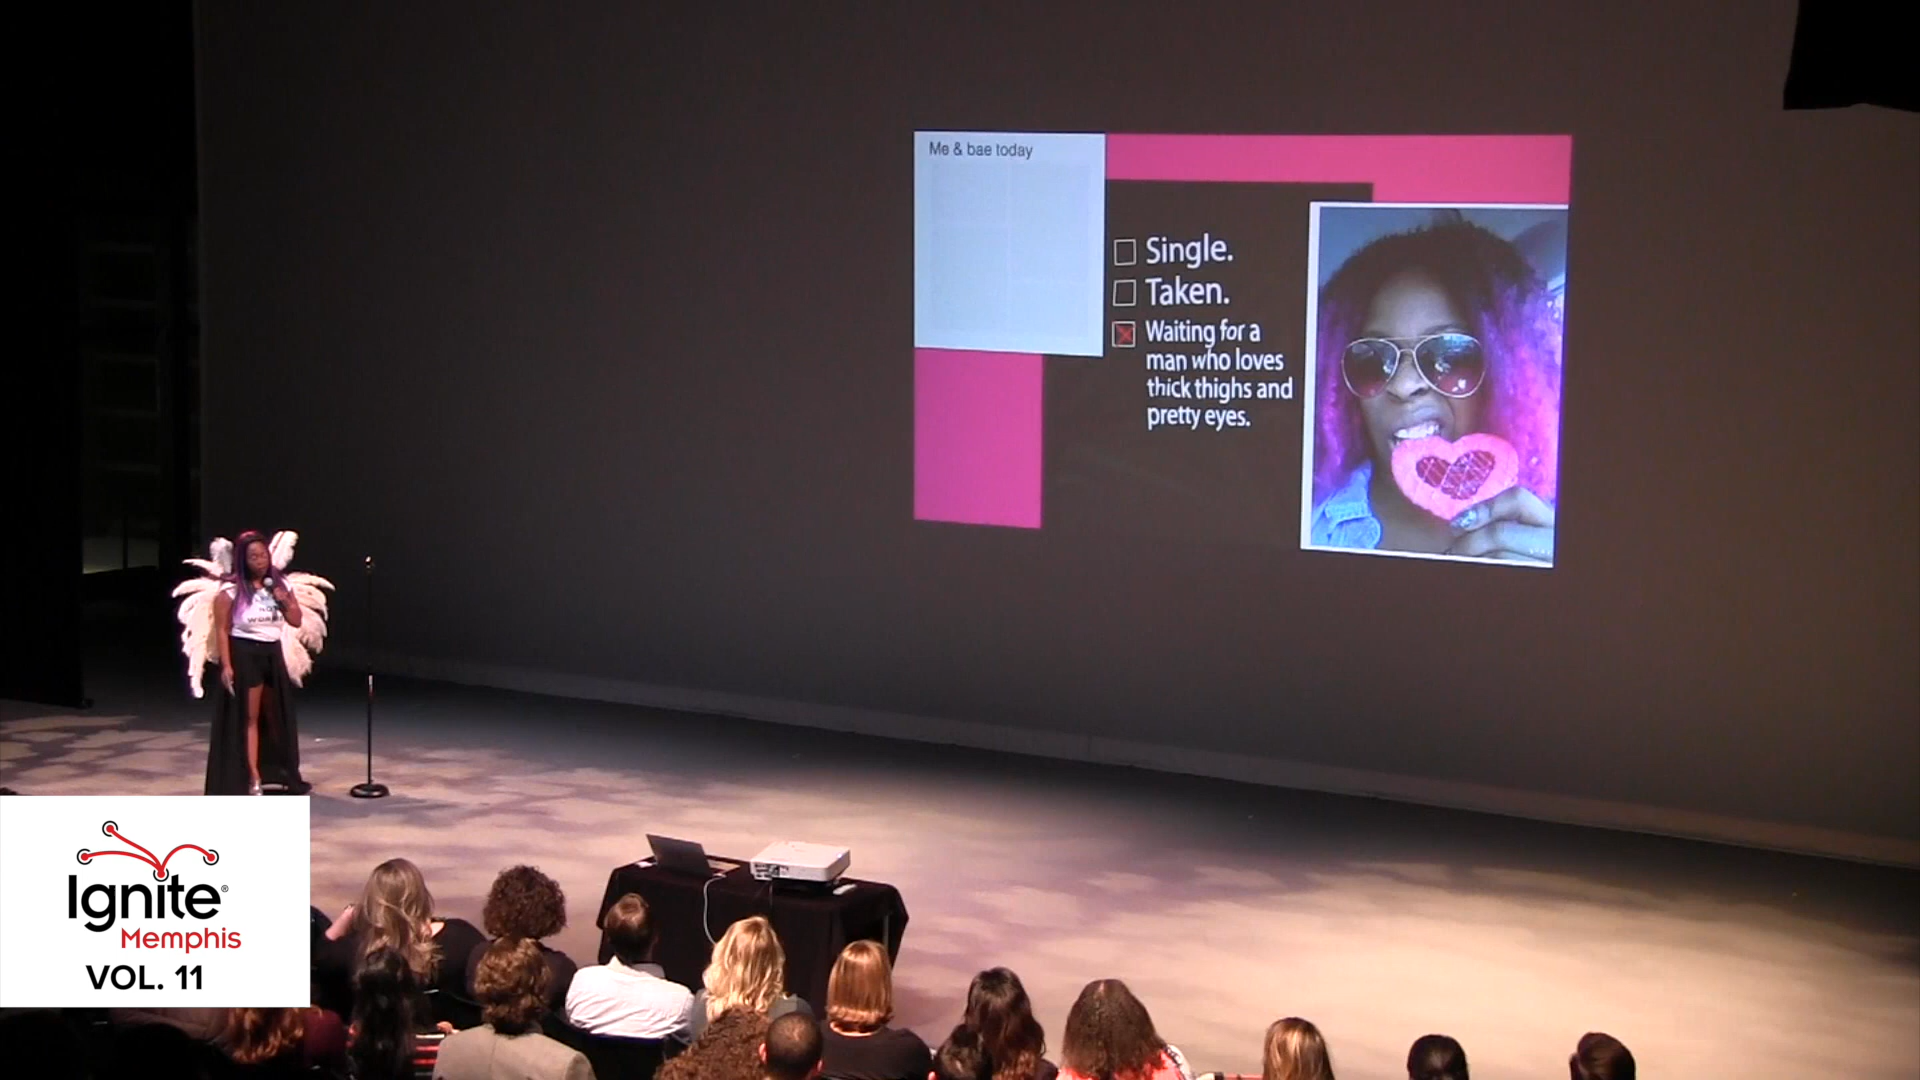 Me & bae today
Single.
Taken.
Waiting for a
man who loves
thick thighs and
pretty eyes.
Ignite®
Memphis
VOL. 11